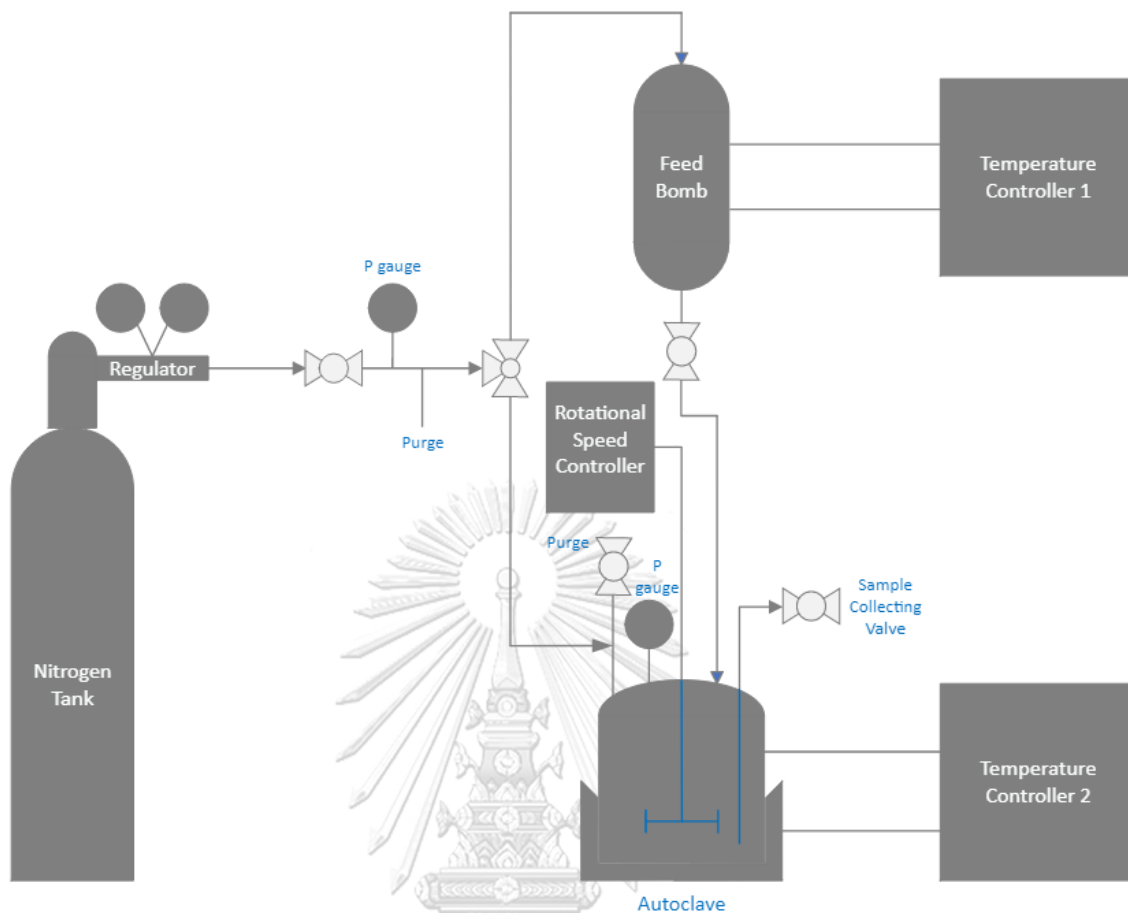 Feed
Bomb
Temperature
Controller 1
P gauge
Regulator
Purge
Rotational
Speed
Controller
Purge
P
gauge
Sample
Collecting
Valve
Nitrogen
Tank
Temperature
Controller 2
Autoclave